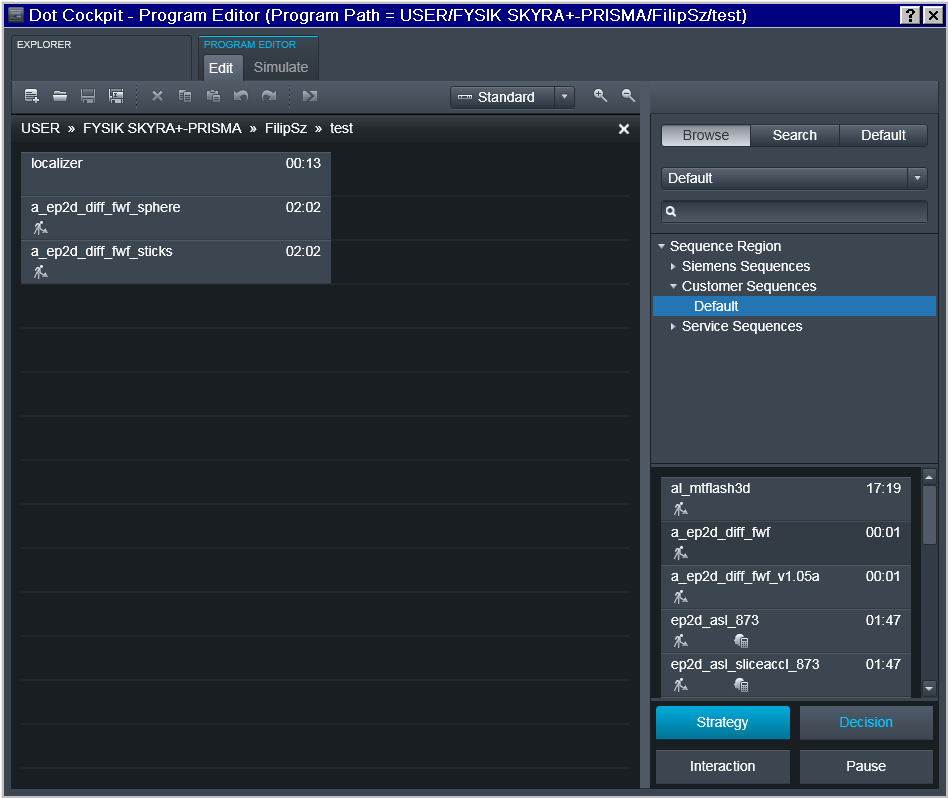 Dot Cockpit - Program Editor (Program Path = USER/FYSIK SKYRA+-PRISMA/FilipSz/test)
EXPLORER
PROGRAM EDITOR
Edit
Simulate
Standard
USER » FYSIK SKYRA+-PRISMA » FilipSz » test
localizer 00:13
a_ep2d_diff_fwf_sphere 02:02
a_ep2d_diff_fwf_sticks 02:02
Browse
Search
Default
Default
Sequence Region
Siemens Sequences
Customer Sequences
Default
Service Sequences
al_mtflash3d 17:19
a_ep2d_diff_fwf 00:01
a_ep2d_diff_fwf_v1.05a 00:01
ep2d_asl_873 01:47
ep2d_asl_sliceaccl_873 01:47
Strategy
Decision
Interaction
Pause